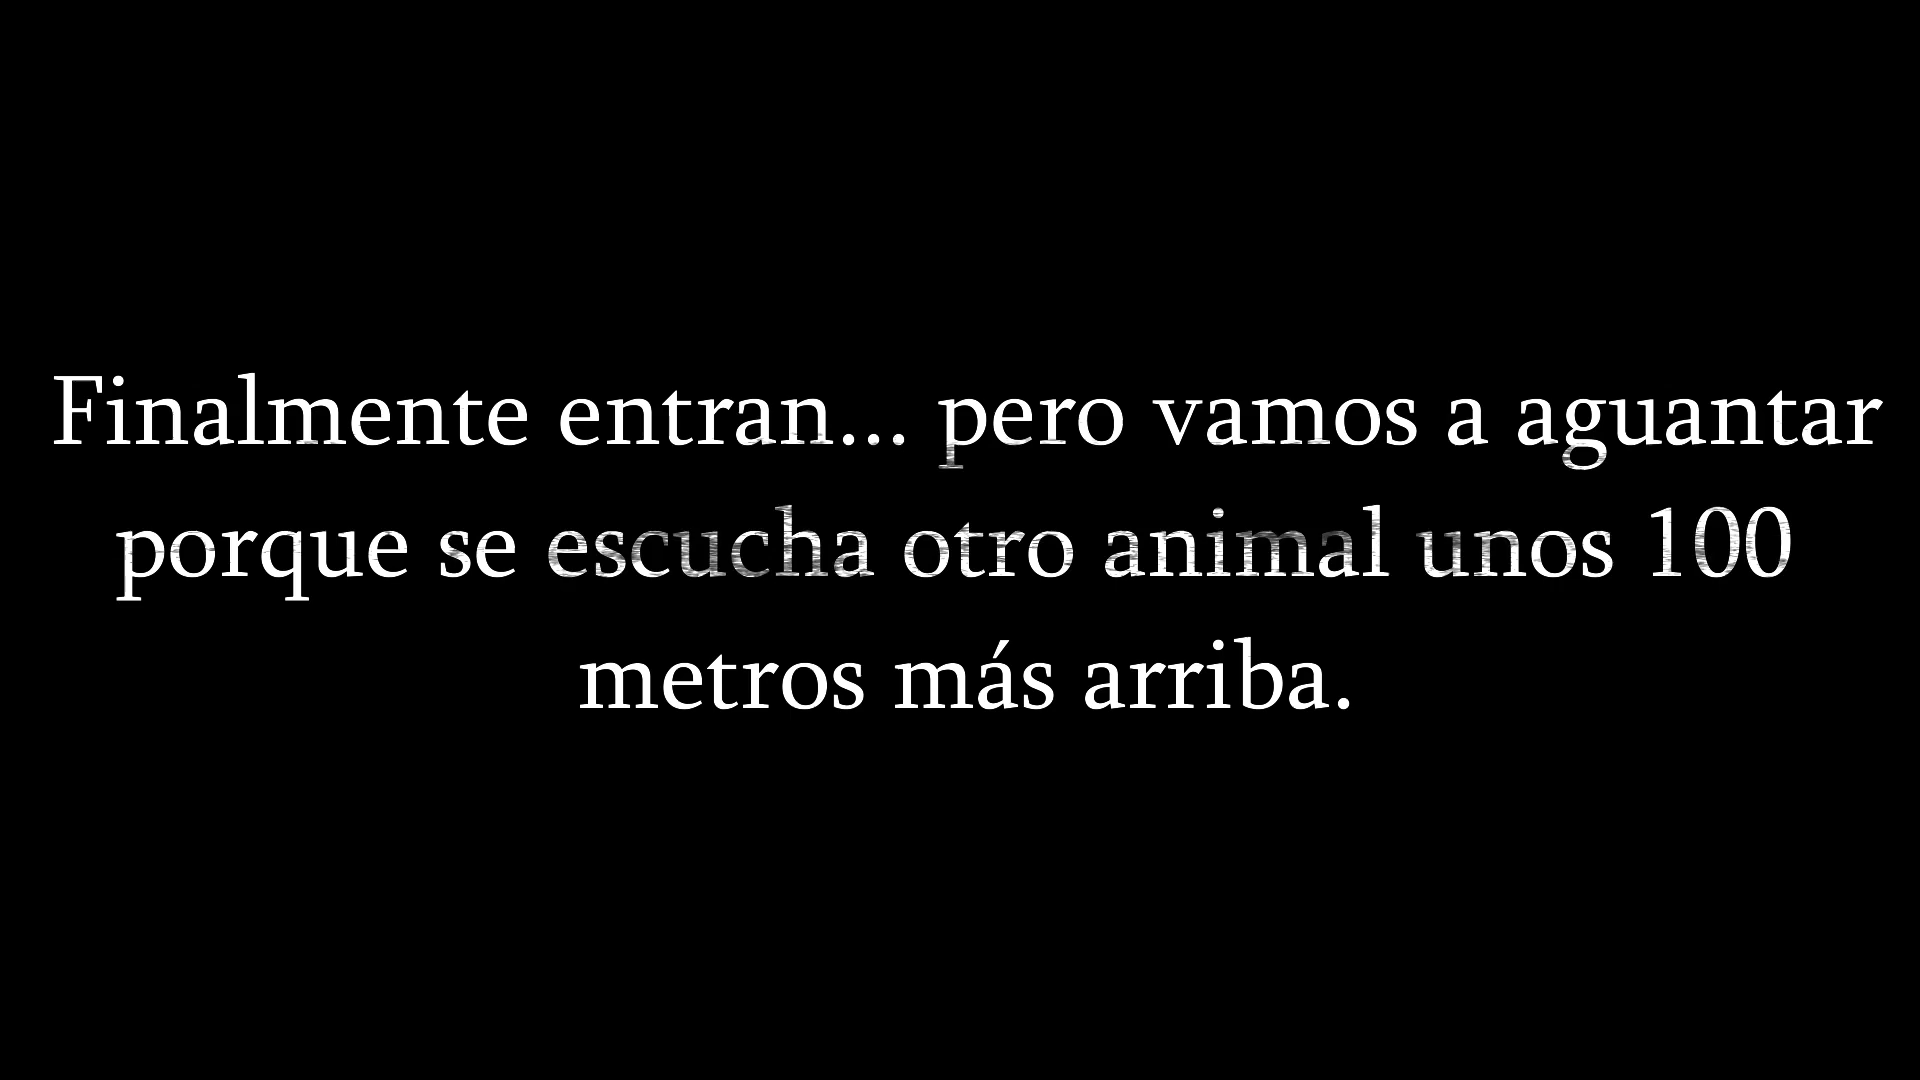 Finalmente entran... pero vamos a aguantar
porque se escucha otro animal unos 100
metros más arriba.